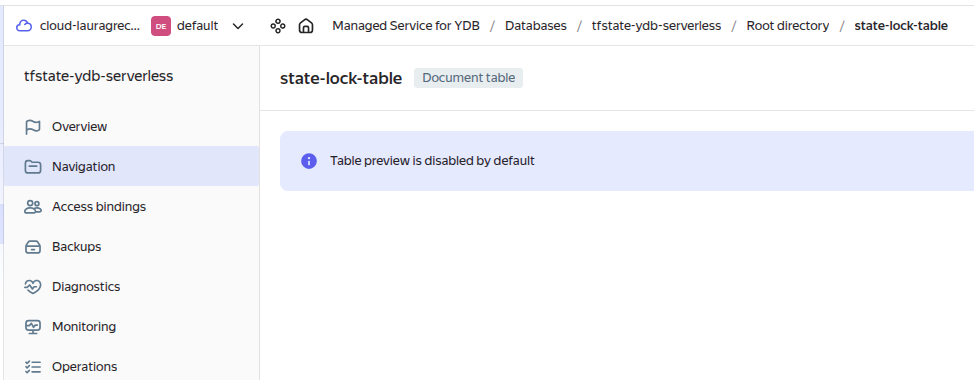 cloud-lauragrec... DE default Managed Service for YDB / Databases / tfstate-ydb-serverless / Root directory / state-lock-table
tfstate-ydb-serverless
state-lock-table Document table
Overview
Table preview is disabled by default
Navigation
Access bindings
Backups
Diagnostics
Monitoring
Operations